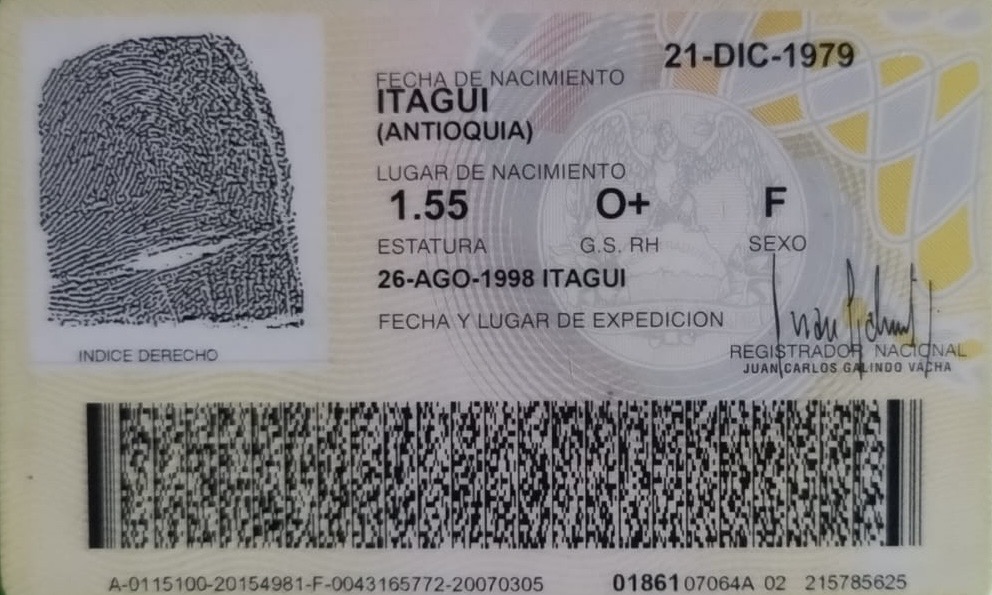 21-DIC-1979
FECHA DE NACIMIENTO
ITAGUI
(ANTIOQUIA)
LUGAR DE NACIMIENTO
1.55 O+ F
ESTATURA G.S. RH SEXO
26-AGO-1998 ITAGUI
FECHA Y LUGAR DE EXPEDICION
INDICE DERECHO
REGISTRADOR NACIONAL
JUAN CARLOS GALINDO VACHA
A-0115100-20154981-F-0043165772-20070305 0186107064A 02 215785625